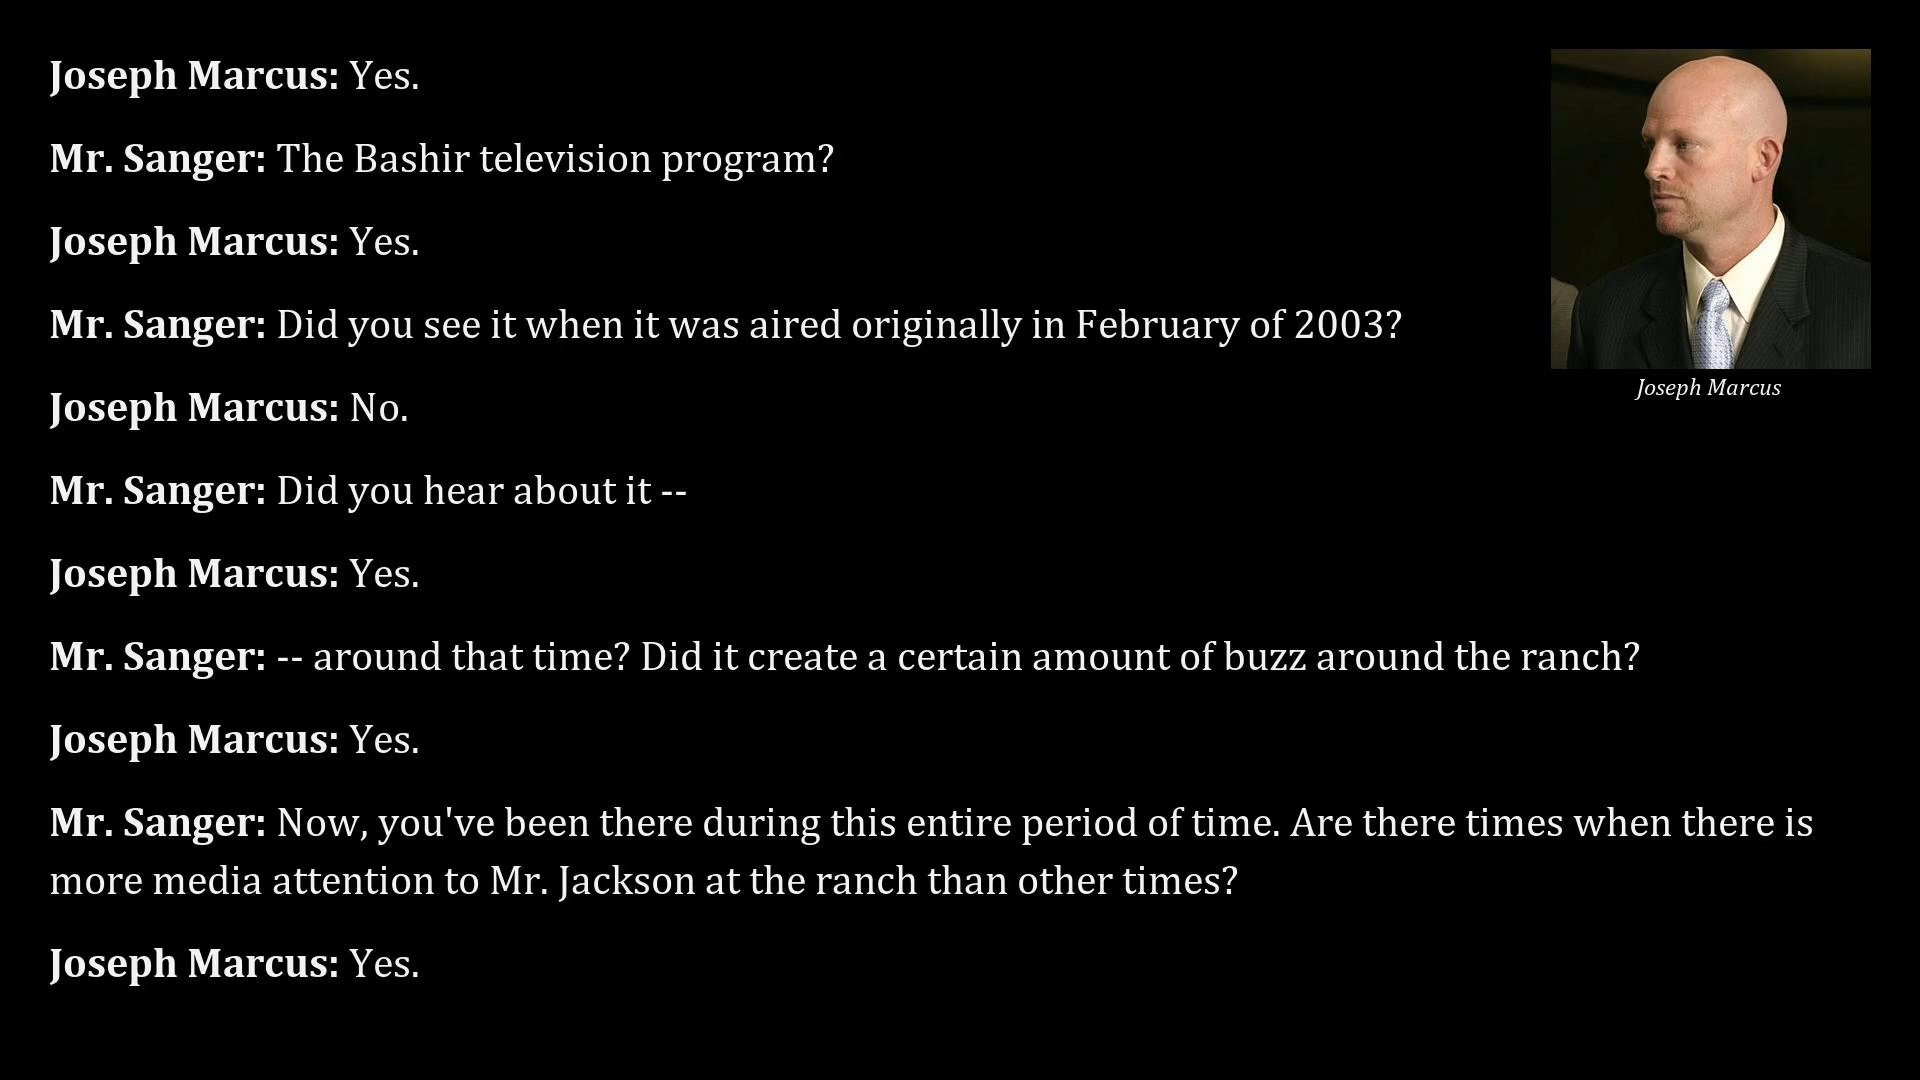 Joseph Marcus: Yes.
Mr. Sanger: The Bashir television program?
Joseph Marcus: Yes.
Mr. Sanger: Did you see it when it was aired originally in February of 2003?
Joseph Marcus: No.
Mr. Sanger: Did you hear about it --
Joseph Marcus: Yes.
Mr. Sanger: -- around that time? Did it create a certain amount of buzz around the ranch?
Joseph Marcus: Yes.
Mr. Sanger: Now, you've been there during this entire period of time. Are there times when there is
more media attention to Mr. Jackson at the ranch than other times?
Joseph Marcus: Yes.
Joseph Marcus